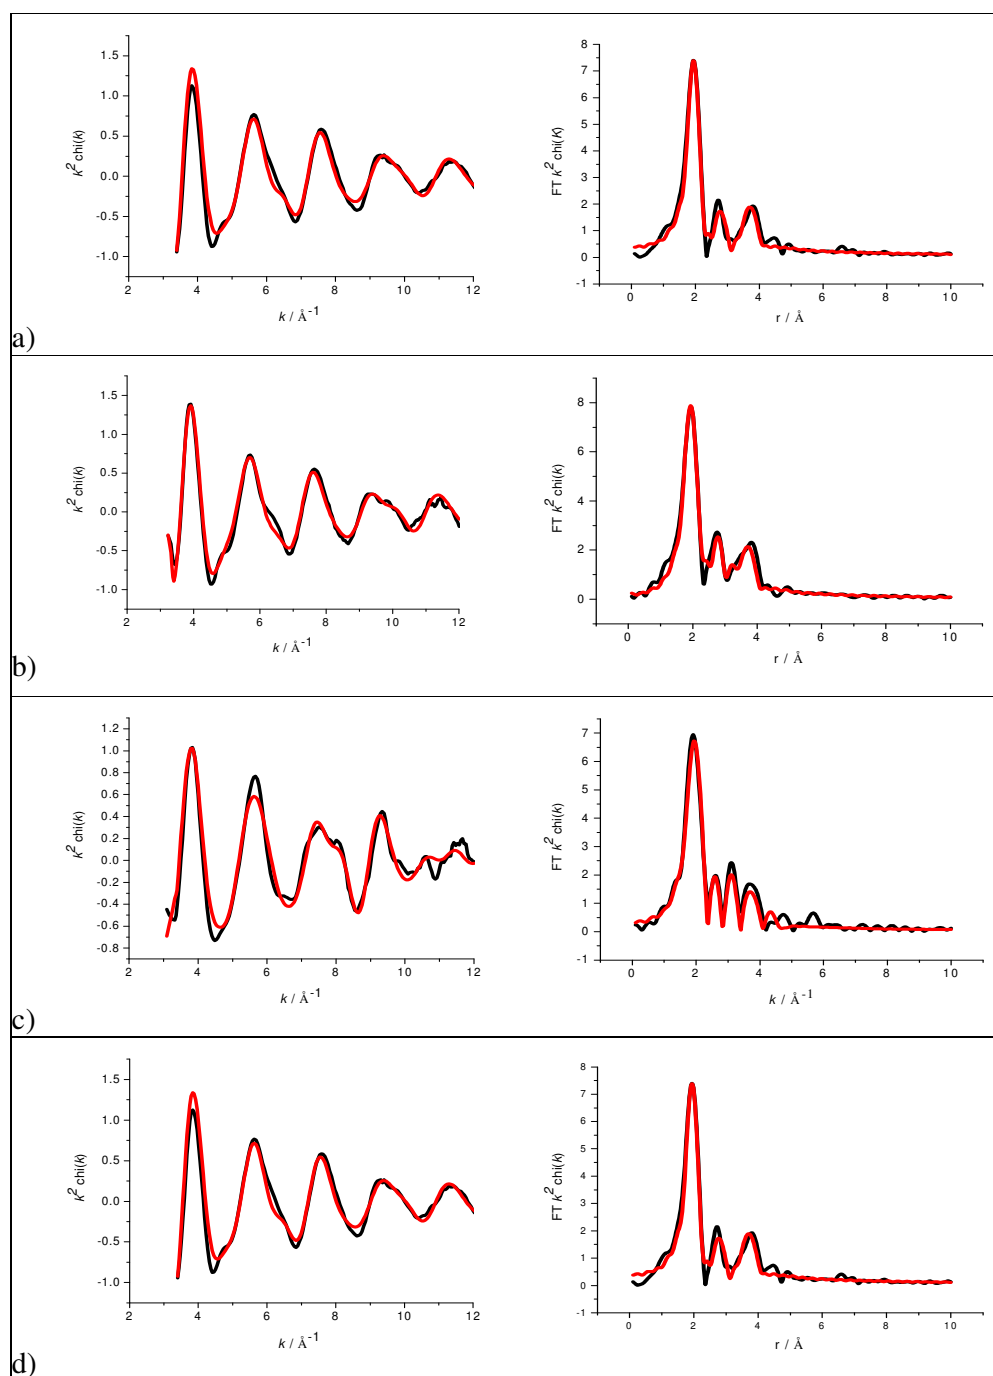 1.5
1.0
0.5
0.0
-0.5
-1.0
k² chi(k)
2 4 6 8 10 12
k / Å⁻¹
8
7
6
5
4
3
2
1
0
-1
FT k² chi(K)
0 2 4 6 8 10
r / Å
a)
1.5
1.0
0.5
0.0
-0.5
-1.0
k² chi(k)
2 4 6 8 10 12
k / Å⁻¹
8
6
4
2
0
FT k² chi(k)
0 2 4 6 8 10
r / Å
b)
1.2
1.0
0.8
0.6
0.4
0.2
0.0
-0.2
-0.4
-0.6
-0.8
k² chi(k)
2 4 6 8 10 12
k / Å⁻¹
7
6
5
4
3
2
1
0
-1
FT k² chi(k)
0 2 4 6 8 10
k / Å⁻¹
c)
1.5
1.0
0.5
0.0
-0.5
-1.0
k² chi(k)
2 4 6 8 10 12
k / Å⁻¹
8
7
6
5
4
3
2
1
0
-1
FT k² chi(k)
0 2 4 6 8 10
r / Å
d)